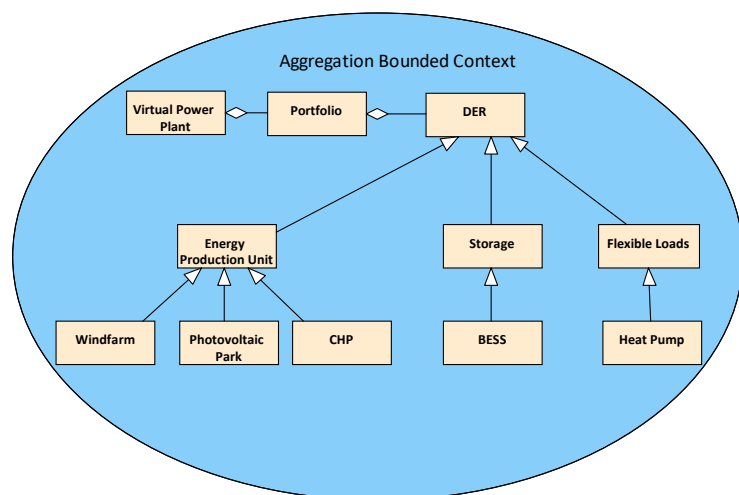 Aggregation Bounded Context
Virtual Power
Plant
Portfolio
DER
Energy
Production Unit
Storage
Flexible Loads
Windfarm
Photovoltaic
Park
CHP
BESS
Heat Pump